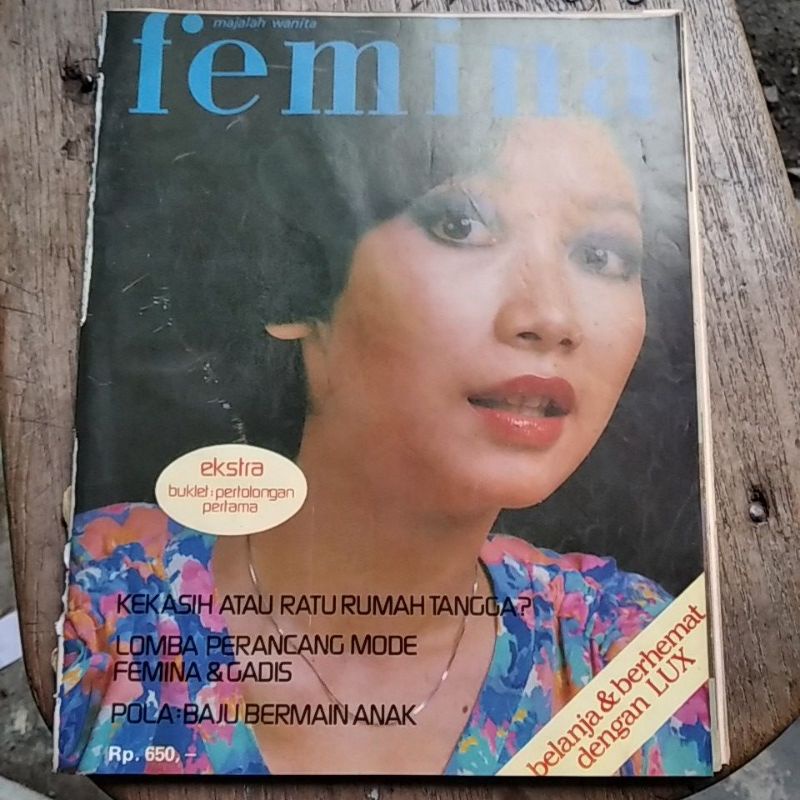 majalah wanita
femina
ekstra
buklet: pertolongan
pertama
KEKASIH ATAU RATU RUMAH TANGGA?
LOMBA PERANCANG MODE
FEMINA & GADIS
POLA: BAJU BERMAIN ANAK
Rp. 650,-
belanja & berhemat
dengan LUX